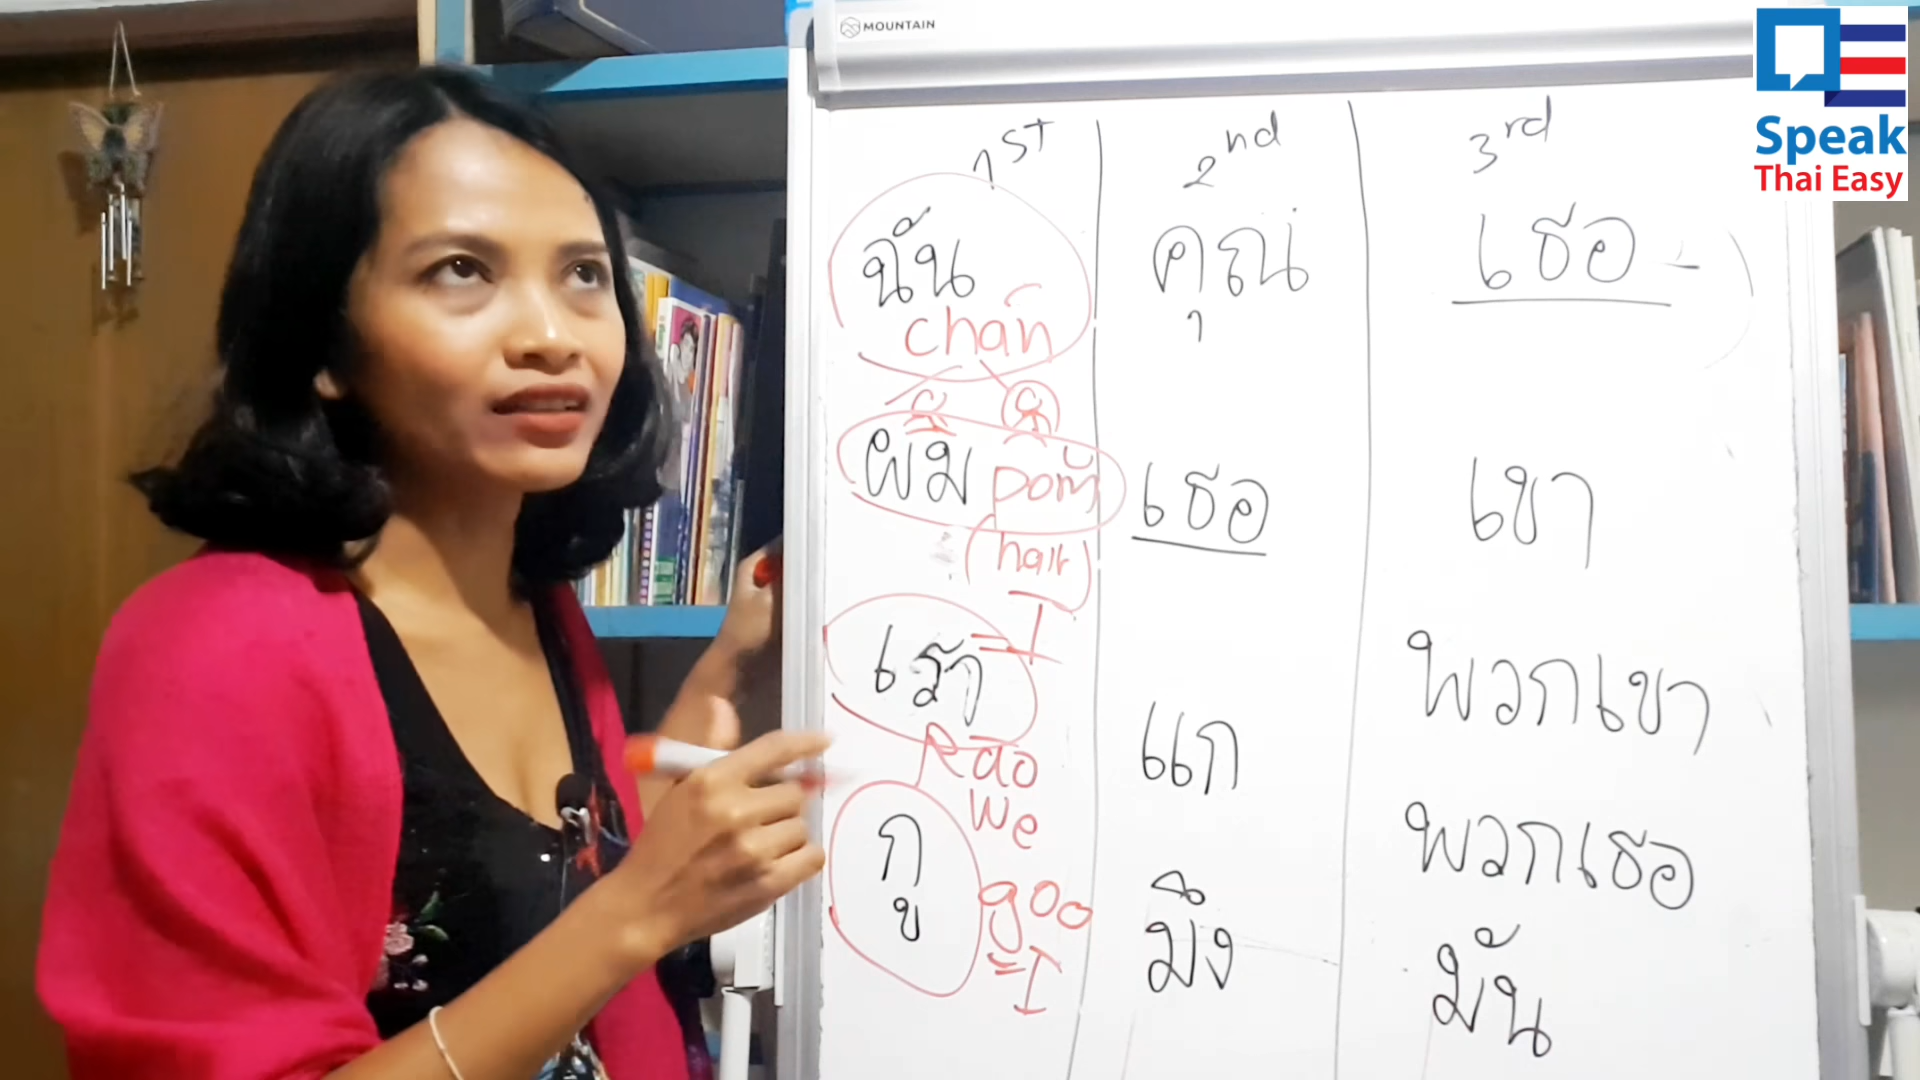 MOUNTAIN
Speak
Thai Easy
1st
2nd
3rd
ฉัน
chan
คุณ
เธอ
ผม
pom
hair
เธอ
เขา
เรา
= I
Rao
we
แก
พวกเขา
กู
goo
= I
มึง
พวกเธอ
มัน